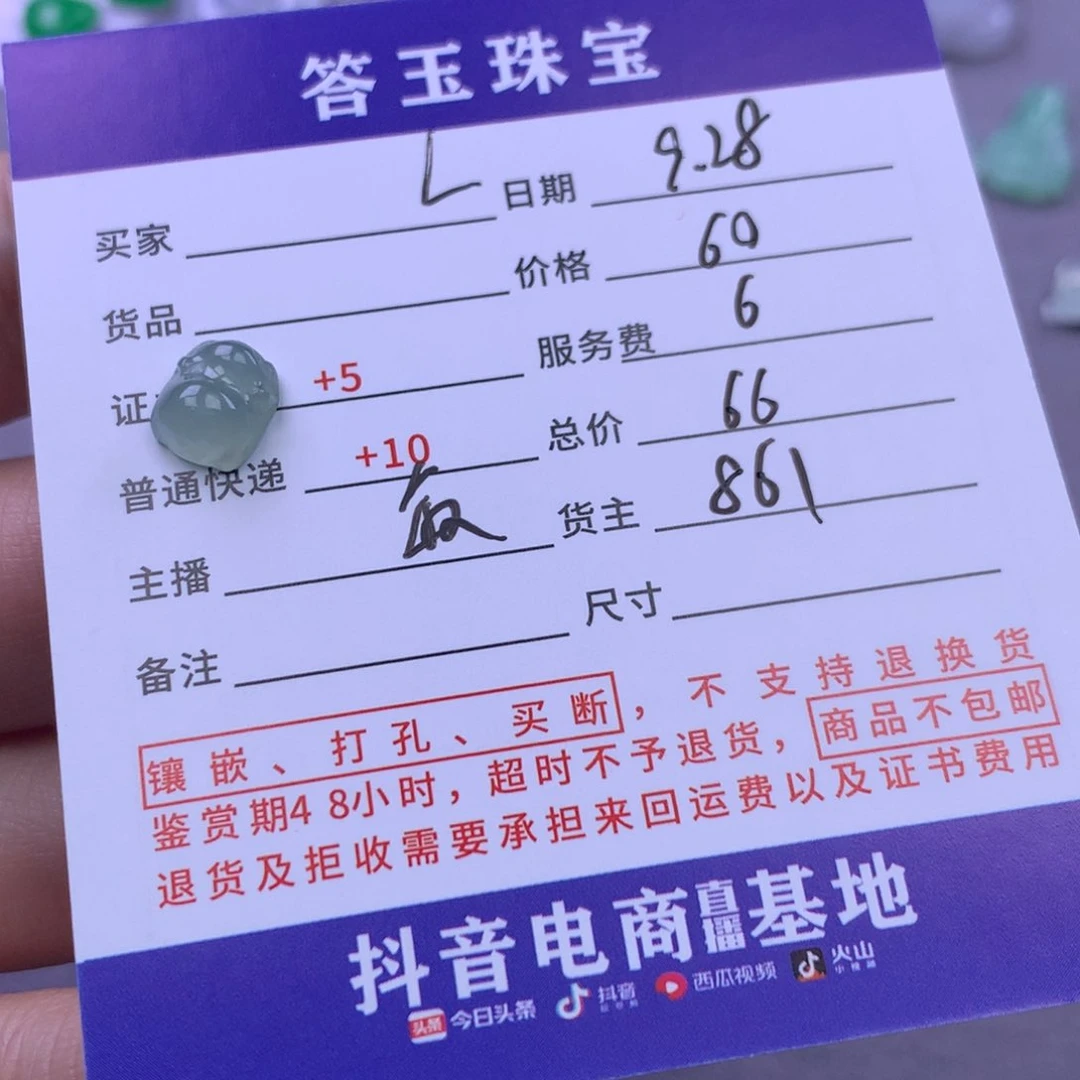 答玉珠宝
买家 L 日期 9.28
货品 价格 60
证 +5 服务费 6
普通快递 +10 总价 66
主播 货主 861
备注 尺寸
镶嵌、打孔、买断，不支持退换货
鉴赏期48小时，超时不予退货，商品不包邮
退货及拒收需要承担来回运费以及证书费用
抖音电商直播基地
头条 今日头条 抖音 西瓜视频 火山